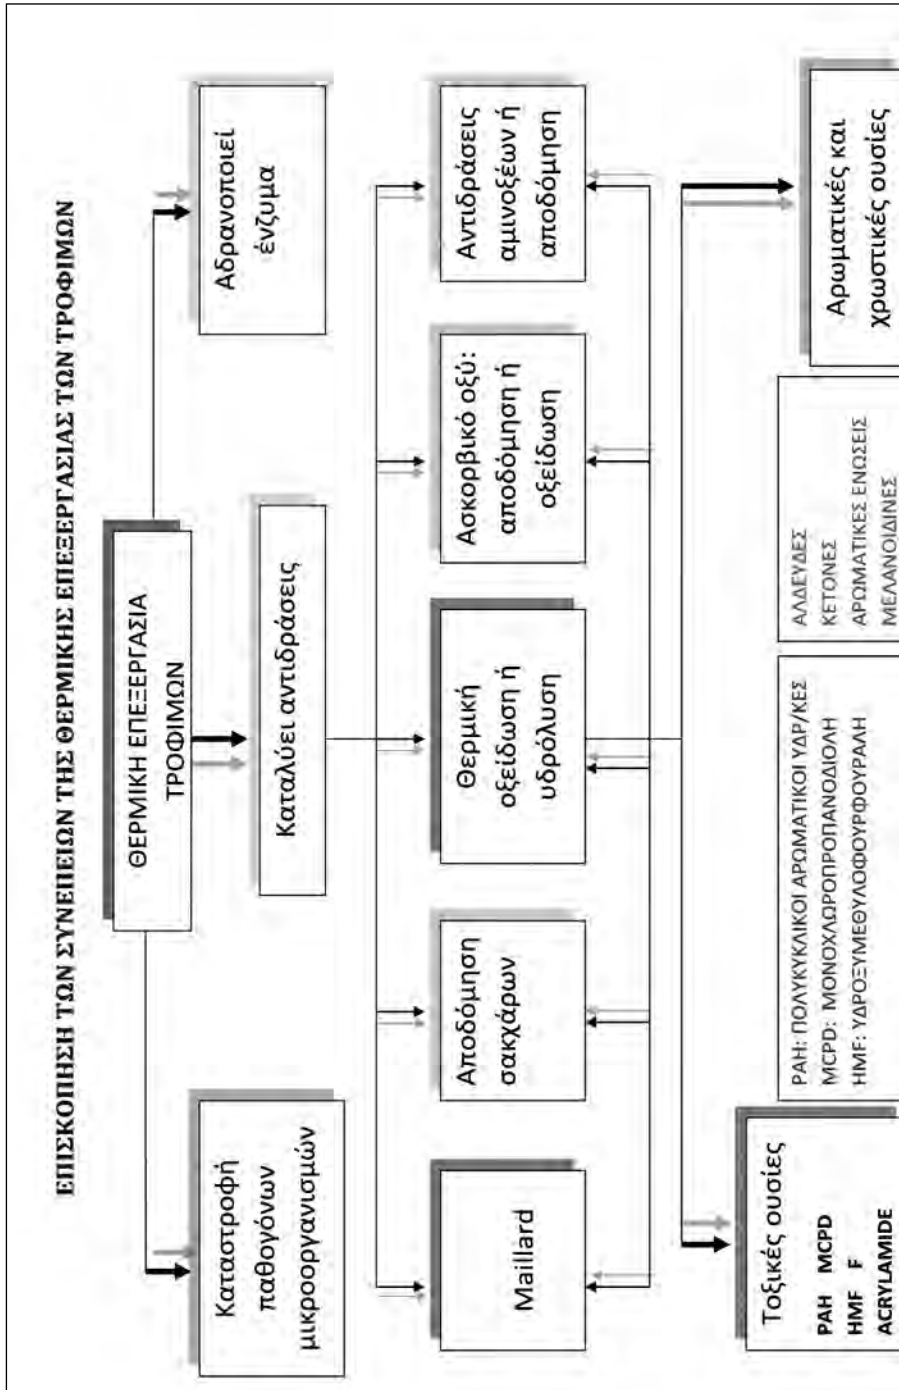 ΕΠΙΣΚΟΠΗΣΗ ΤΩΝ ΣΥΝΕΠΕΙΩΝ ΤΗΣ ΘΕΡΜΙΚΗΣ ΕΠΕΞΕΡΓΑΣΙΑΣ ΤΩΝ ΤΡΟΦΙΜΩΝ
ΘΕΡΜΙΚΗ ΕΠΕΞΕΡΓΑΣΙΑ
ΤΡΟΦΙΜΩΝ
Καταστροφή
παθογόνων
μικροοργανισμών
Καταλύει αντιδράσεις
Αδρανοποιεί
ένζυμα
Maillard
Αποδόμηση
σακχάρων
Θερμική
οξείδωση ή
υδρόλυση
Ασκορβικό οξύ:
αποδόμηση ή
οξείδωση
Αντιδράσεις
αμινοξέων ή
αποδόμηση
Τοξικές ουσίες
PAH MCPD
HMF F
ACRYLAMIDE
PAH: ΠΟΛΥΚΥΚΛΙΚΟΙ ΑΡΩΜΑΤΙΚΟΙ ΥΔΡ/ΚΕΣ
MCPD: ΜΟΝΟΧΛΩΡΟΠΡΟΠΑΝΟΔΙΟΛΗ
HMF: ΥΔΡΟΞΥΜΕΘΥΛΟΦΟΥΡΦΟΥΡΑΛΗ
ΑΛΔΕΥΔΕΣ
ΚΕΤΟΝΕΣ
ΑΡΩΜΑΤΙΚΕΣ ΕΝΩΣΕΙΣ
ΜΕΛΑΝΟΙΔΙΝΕΣ
Αρωματικές και
χρωστικές ουσίες